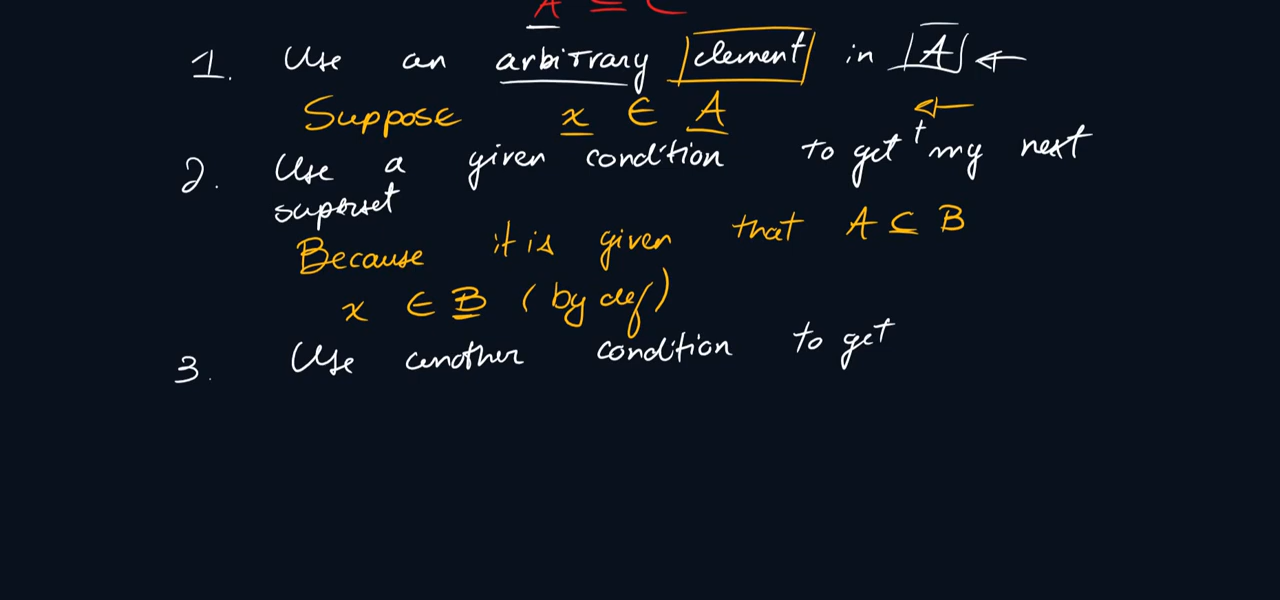 A ⊆ C
1. Use an arbitrary element in A ←
Suppose x ∈ A ←
2. Use a given condition to get my next
superset
Because it is given that A ⊆ B
x ∈ B (by def)
3. Use another condition to get